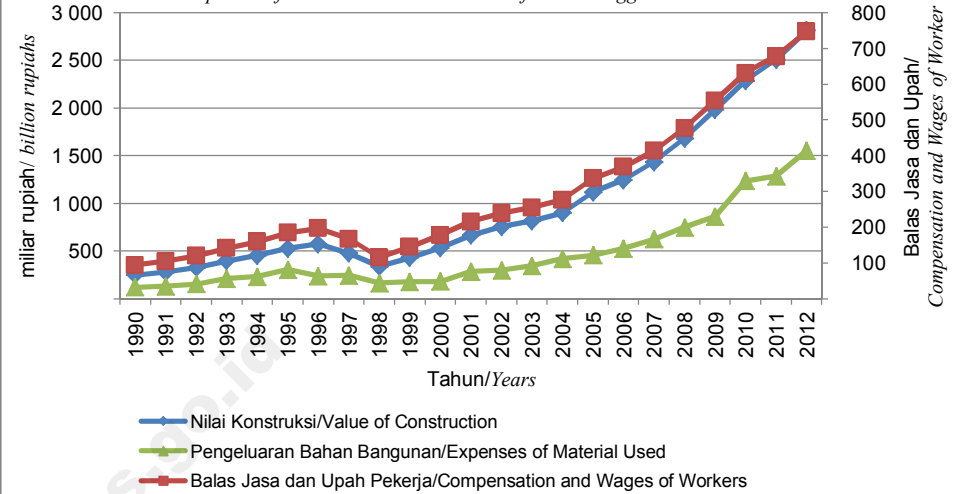 3 000
2 500
2 000
1 500
1 000
500
miliar rupiah/ billion rupiahs
800
700
600
500
400
300
200
100
Balas Jasa dan Upah/
Compensation and Wages of Worker
1990 1991 1992 1993 1994 1995 1996 1997 1998 1999 2000 2001 2002 2003 2004 2005 2006 2007 2008 2009 2010 2011 2012
Tahun/Years
Nilai Konstruksi/Value of Construction
Pengeluaran Bahan Bangunan/Expenses of Material Used
Balas Jasa dan Upah Pekerja/Compensation and Wages of Workers
s.go.id